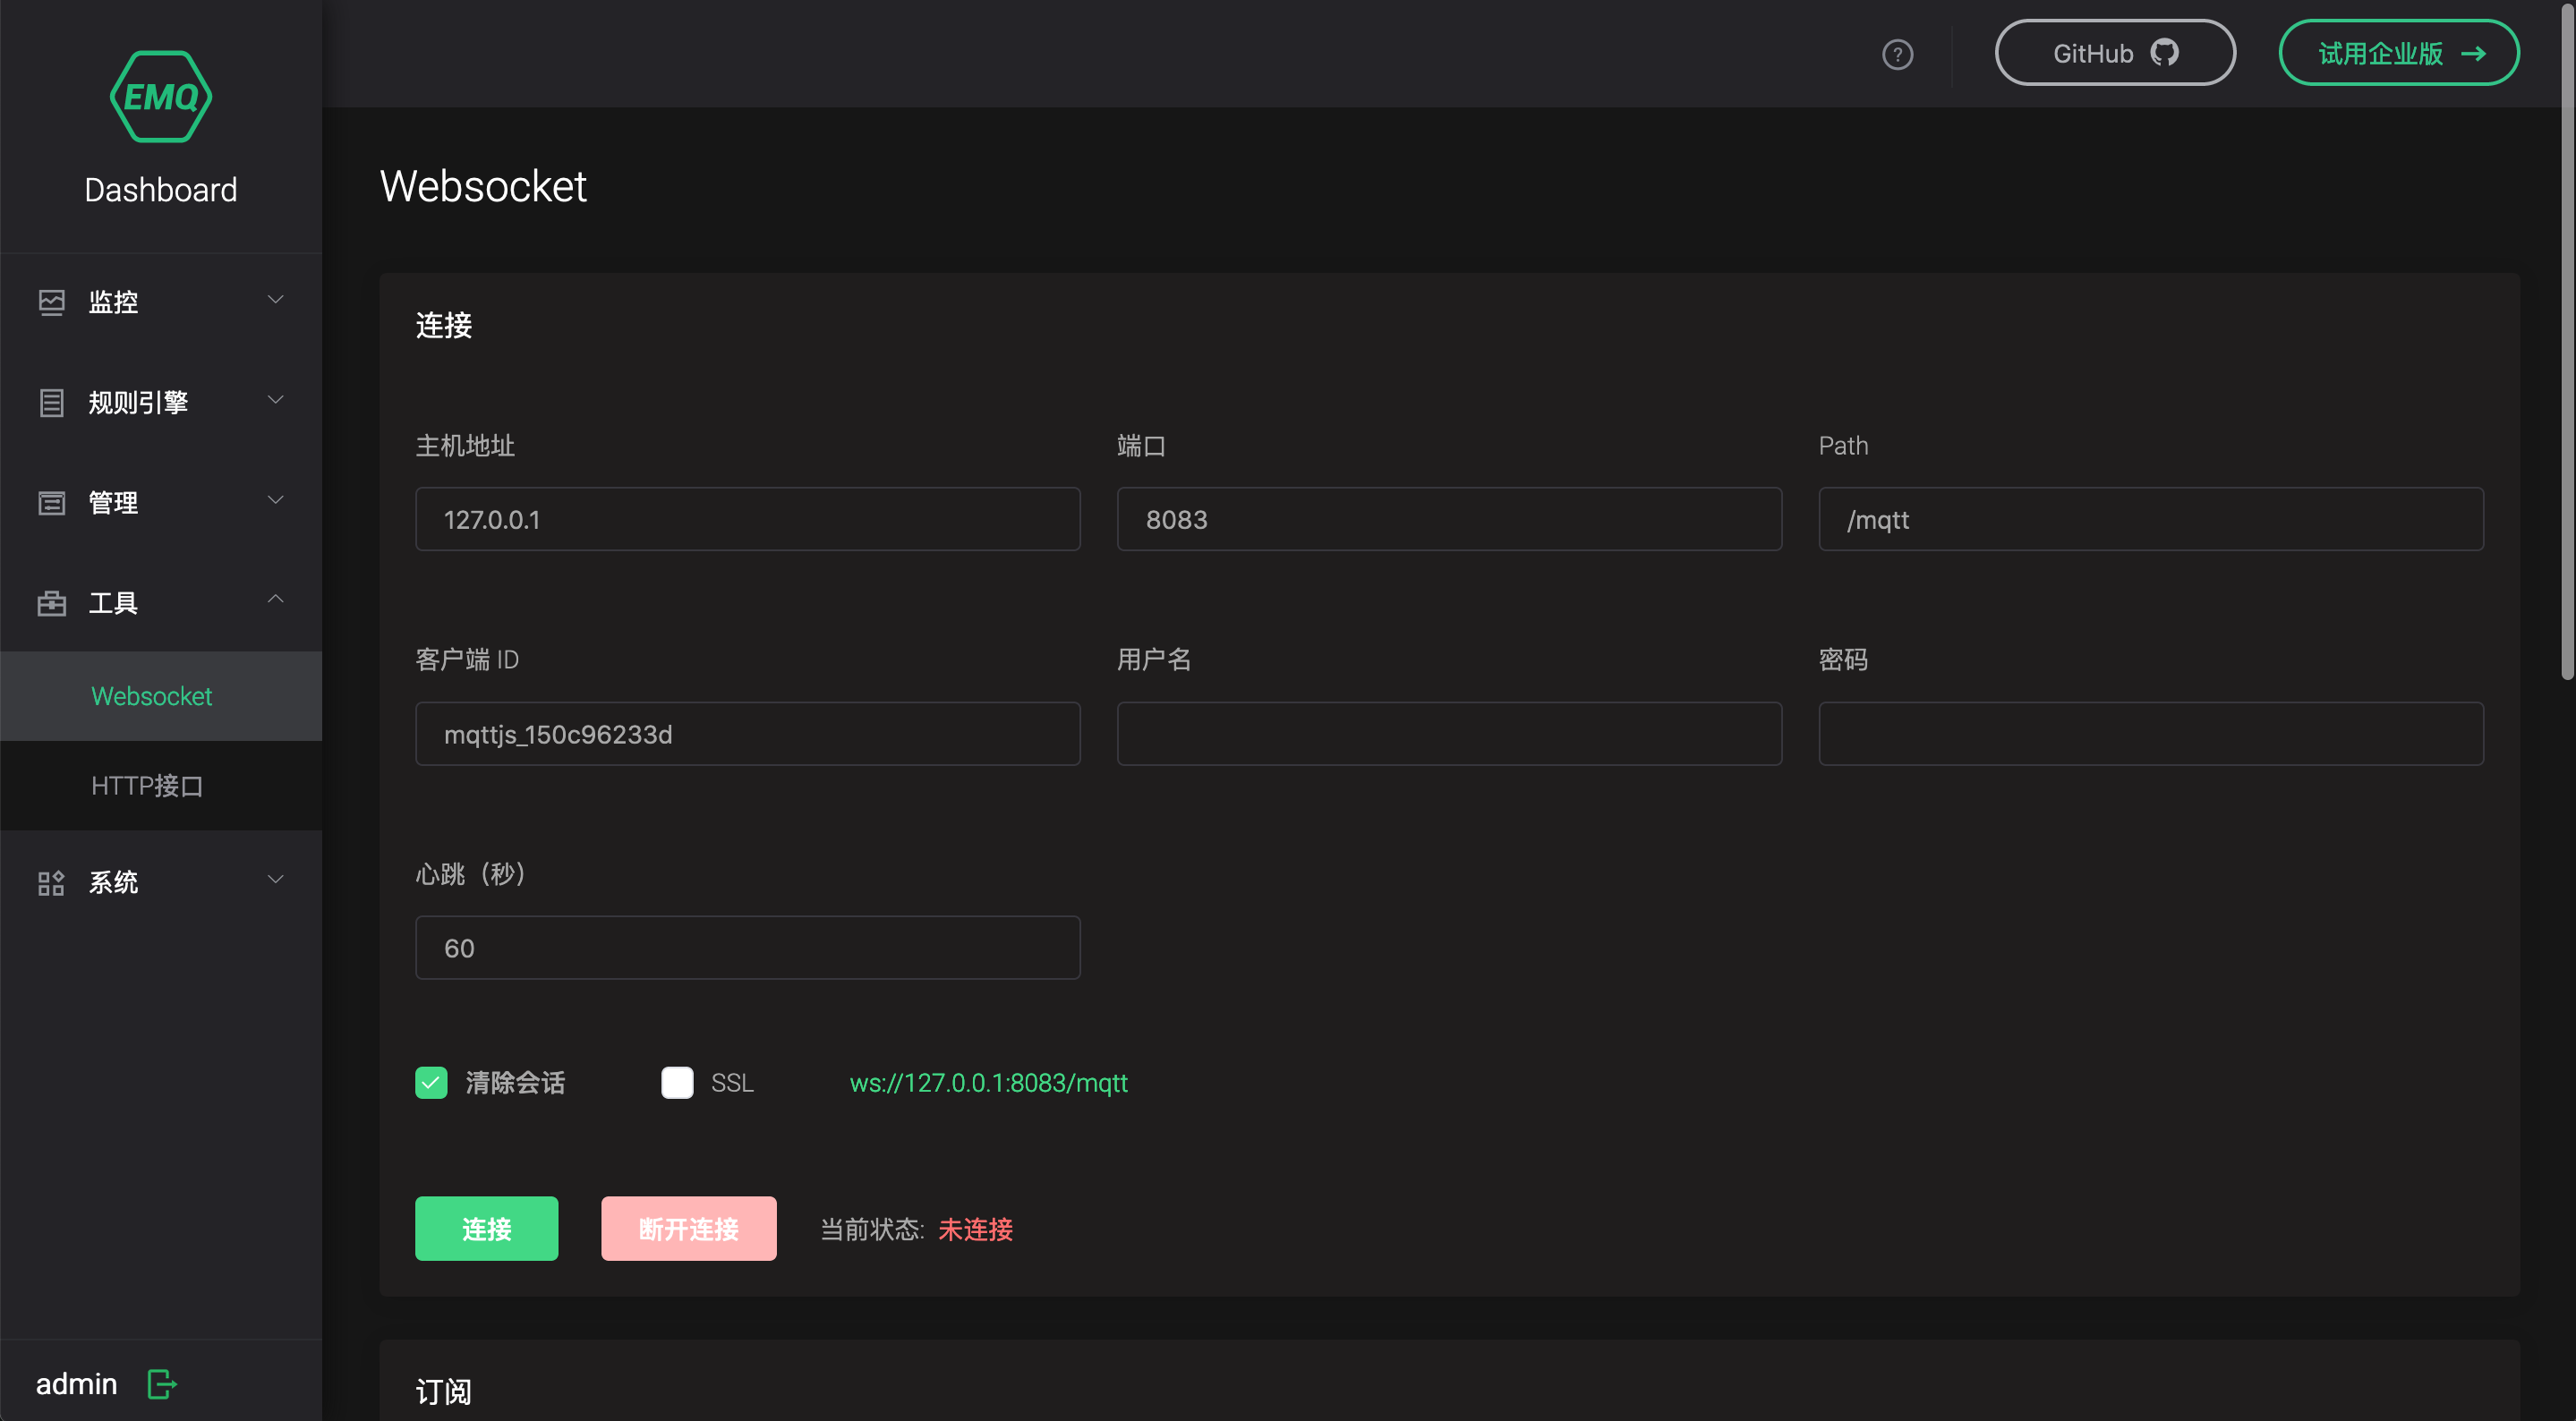 EMQ
Dashboard
监控
规则引擎
管理
工具
Websocket
HTTP接口
系统
admin
? GitHub 试用企业版 →
Websocket
连接
主机地址 端口 Path
127.0.0.1 8083 /mqtt
客户端 ID 用户名 密码
mqttjs_150c96233d
心跳（秒）
60
清除会话 SSL ws://127.0.0.1:8083/mqtt
连接 断开连接 当前状态: 未连接
订阅